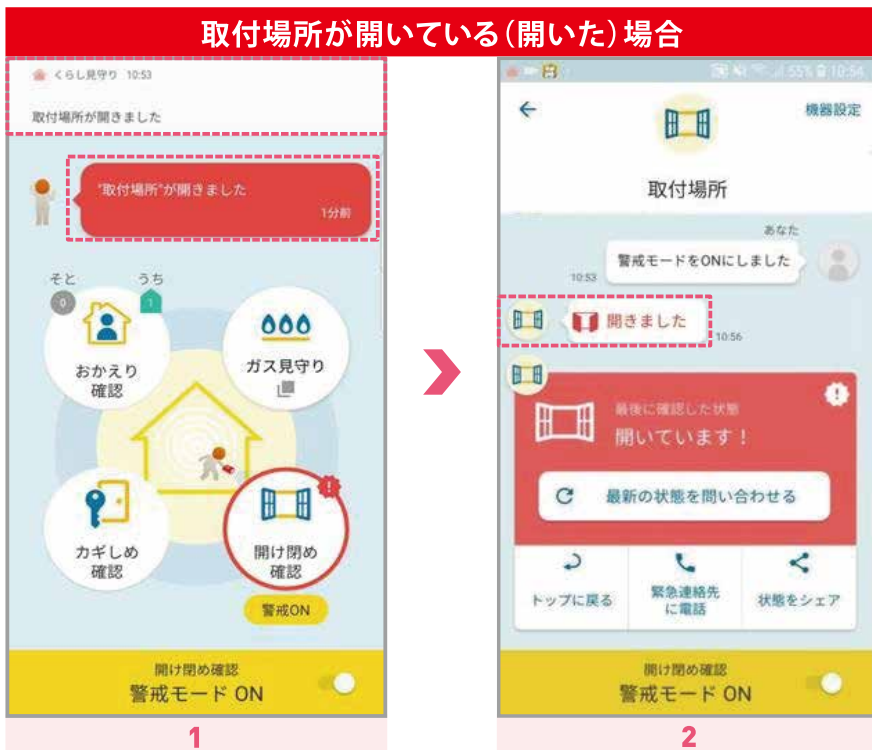 取付場所が開いている(開いた)場合
くらし見守り 10:53
取付場所が開きました
"取付場所"が開きました
1分前
そと
うち
0
1
おかえり
確認
ガス見守り
カギしめ
確認
開け閉め
確認
警戒ON
開け閉め確認
警戒モード ON
1
55% 10:54
機器設定
取付場所
あなた
警戒モードをONにしました
10:53
開きました
10:56
最後に確認した状態
開いています!
最新の状態を問い合わせる
トップに戻る
緊急連絡先
に電話
状態をシェア
開け閉め確認
警戒モード ON
2